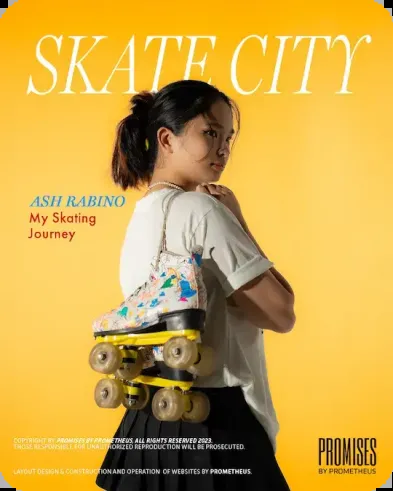 SKATE CITY
ASH RABINO
My Skating
Journey
COPYRIGHT BY PROMISES BY PROMETHEUS. ALL RIGHTS RESERVED 2023.
THOSE RESPONSIBLE FOR UNAUTHORIZED REPRODUCTION WILL BE PROSECUTED.
LAYOUT DESIGN & CONSTRUCTION AND OPERATION OF WEBSITES BY PROMETHEUS.
PROMISES
BY PROMETHEUS